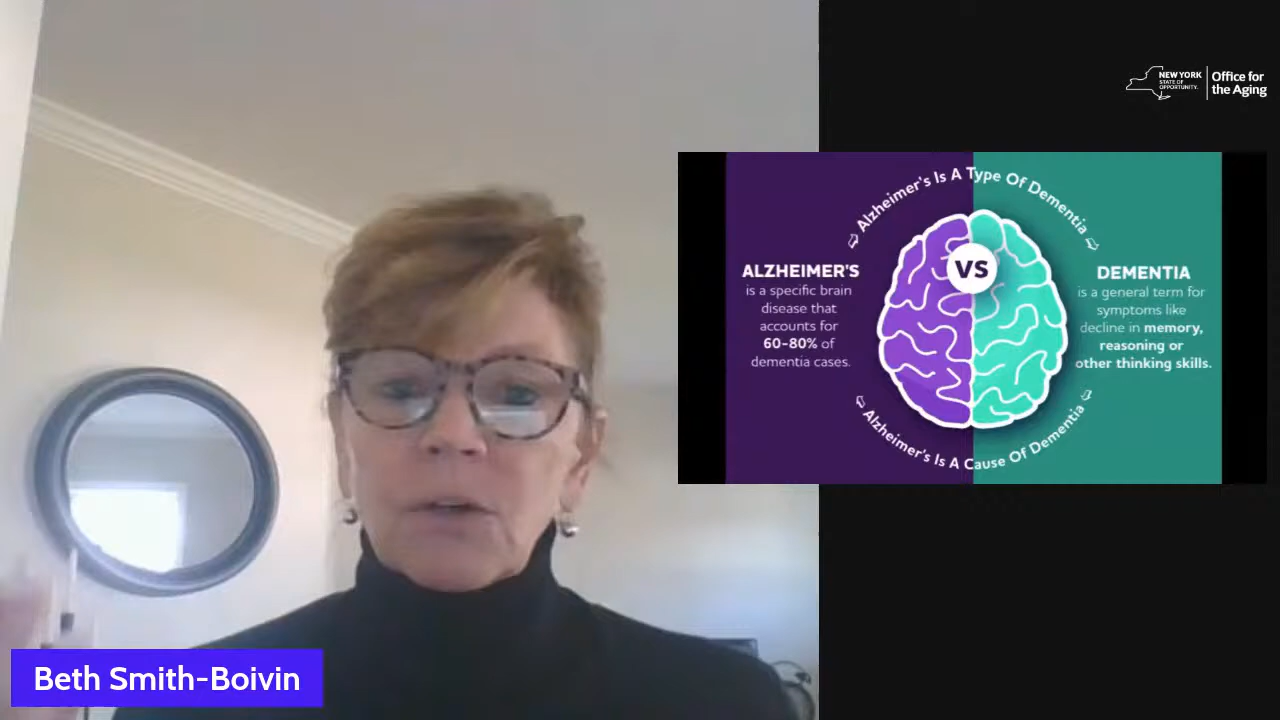 NEW YORK
STATE OF
OPPORTUNITY.
Office for
the Aging
Alzheimer's Is A Type Of Dementia
VS
ALZHEIMER'S
is a specific brain
disease that
accounts for
60-80% of
dementia cases.
DEMENTIA
is a general term for
symptoms like
decline in memory,
reasoning or
other thinking skills.
Alzheimer's Is A Cause Of Dementia
Beth Smith-Boivin